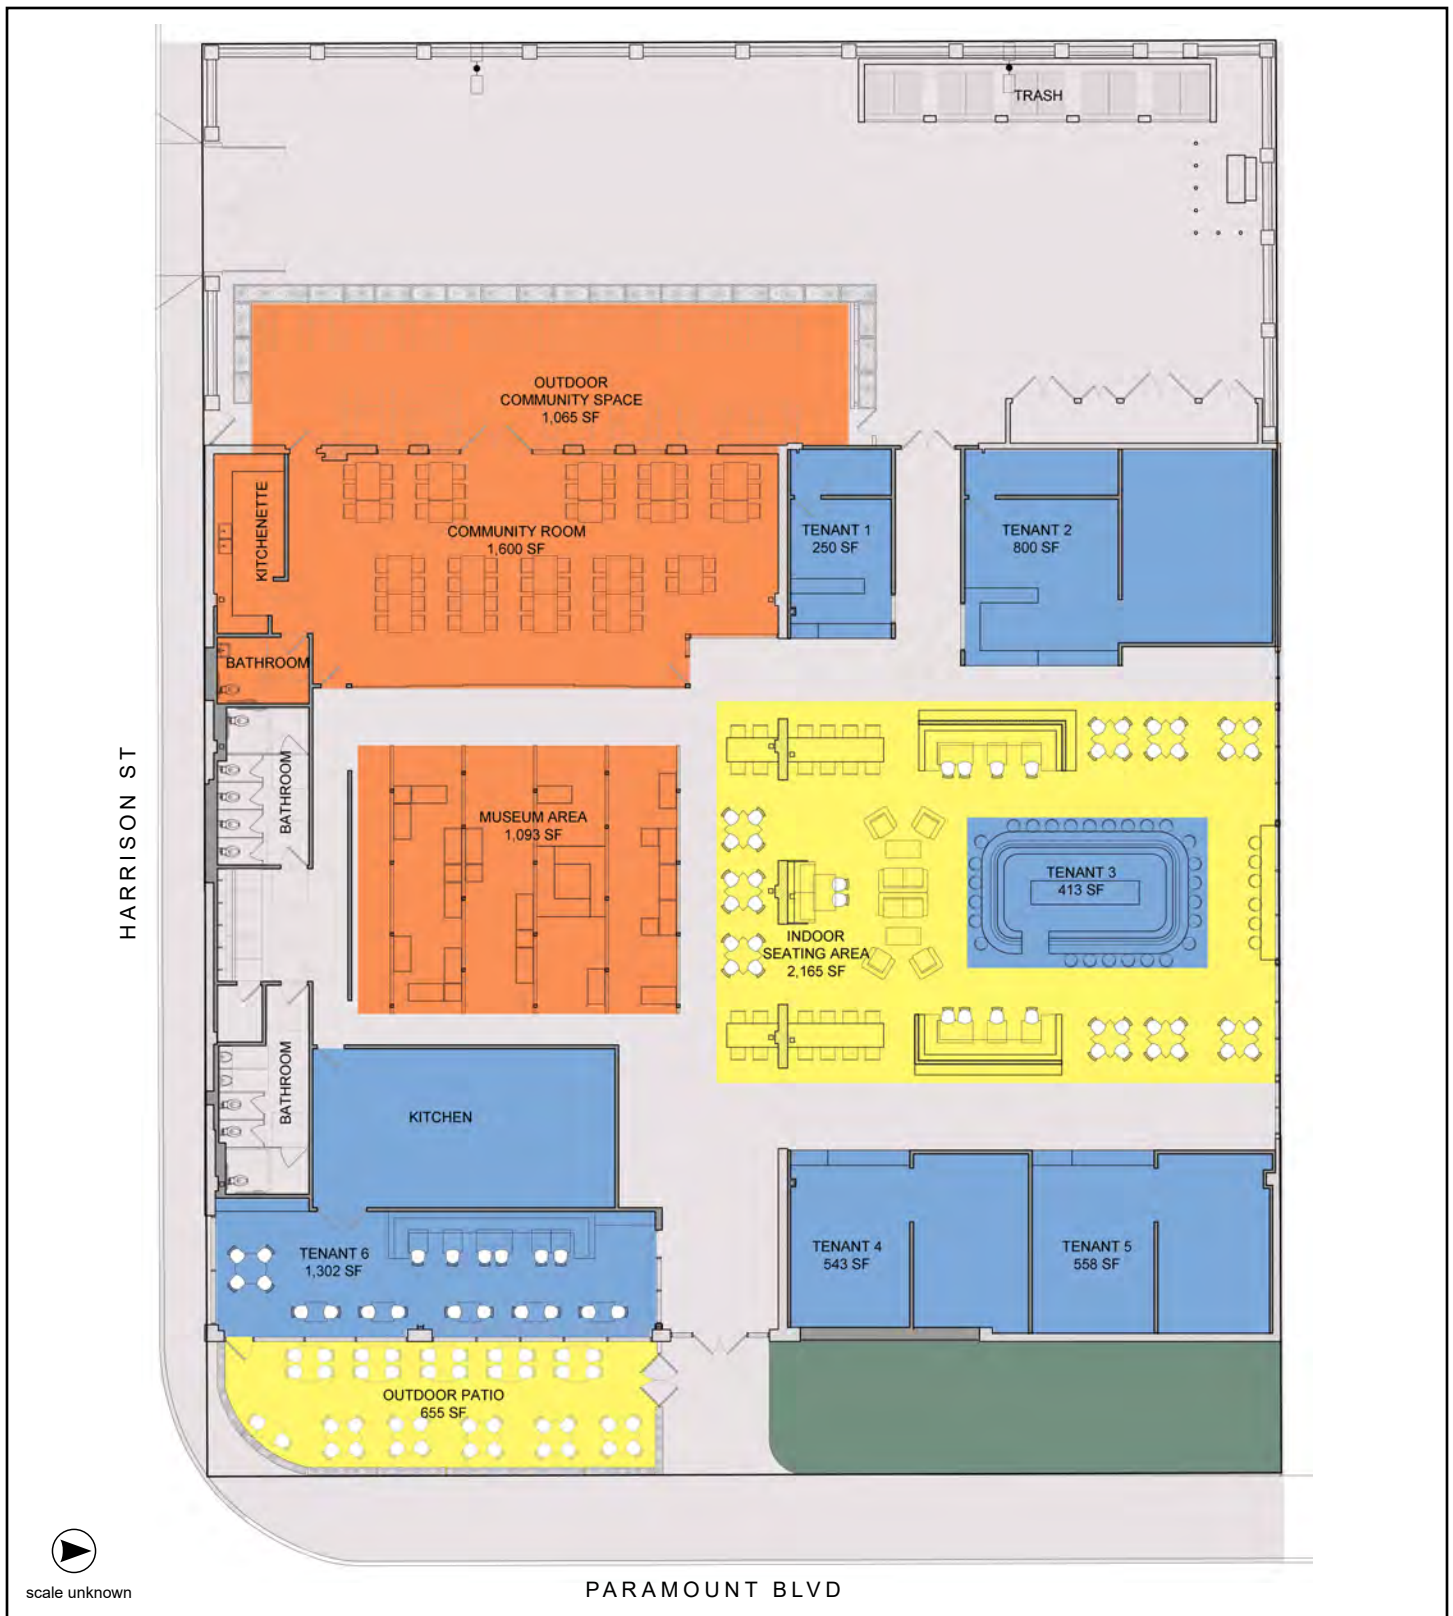 TRASH
OUTDOOR
COMMUNITY SPACE
1,065 SF
KITCHENETTE
COMMUNITY ROOM
1,600 SF
TENANT 1
250 SF
TENANT 2
800 SF
BATHROOM
BATHROOM
MUSEUM AREA
1,093 SF
HARRISON ST
TENANT 3
413 SF
INDOOR
SEATING AREA
2,165 SF
BATHROOM
KITCHEN
TENANT 6
1,302 SF
TENANT 4
543 SF
TENANT 5
558 SF
OUTDOOR PATIO
655 SF
scale unknown
PARAMOUNT BLVD